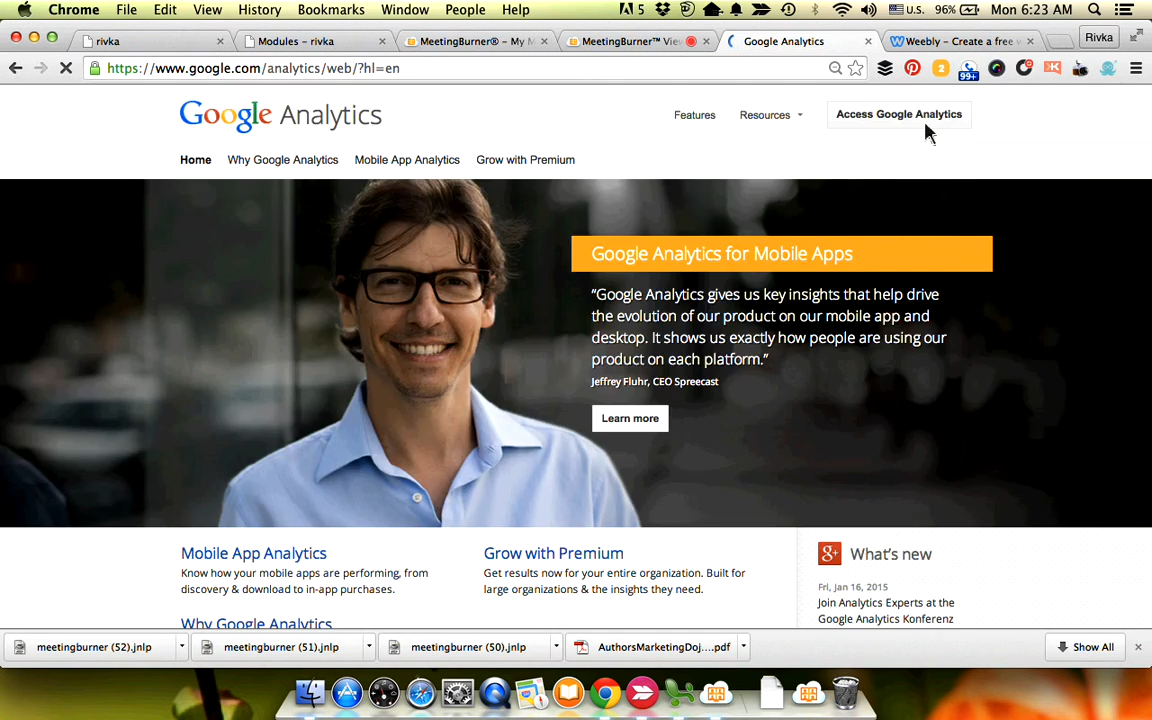 Chrome File Edit View History Bookmarks Window People Help 5 U.S. 96% Mon 6:23 AM
rivka Modules – rivka MeetingBurner® – My M MeetingBurner™ Vie Google Analytics Weebly – Create a free Rivka
https://www.google.com/analytics/web/?hl=en 2 99+
Google Analytics
Features Resources Access Google Analytics
Home Why Google Analytics Mobile App Analytics Grow with Premium
Google Analytics for Mobile Apps
“Google Analytics gives us key insights that help drive
the evolution of our product on our mobile app and
desktop. It shows us exactly how people are using our
product on each platform.”
Jeffrey Fluhr, CEO Spreecast
Learn more
Mobile App Analytics
Know how your mobile apps are performing, from
discovery & download to in-app purchases.
Why Google Analytics
Grow with Premium
Get results now for your entire organization. Built for
large organizations & the insights they need.
g+ What’s new
Fri, Jan 16, 2015
Join Analytics Experts at the
Google Analytics Konferenz
meetingburner (52).jnlp meetingburner (51).jnlp meetingburner (50).jnlp AuthorsMarketingDoj....pdf Show All